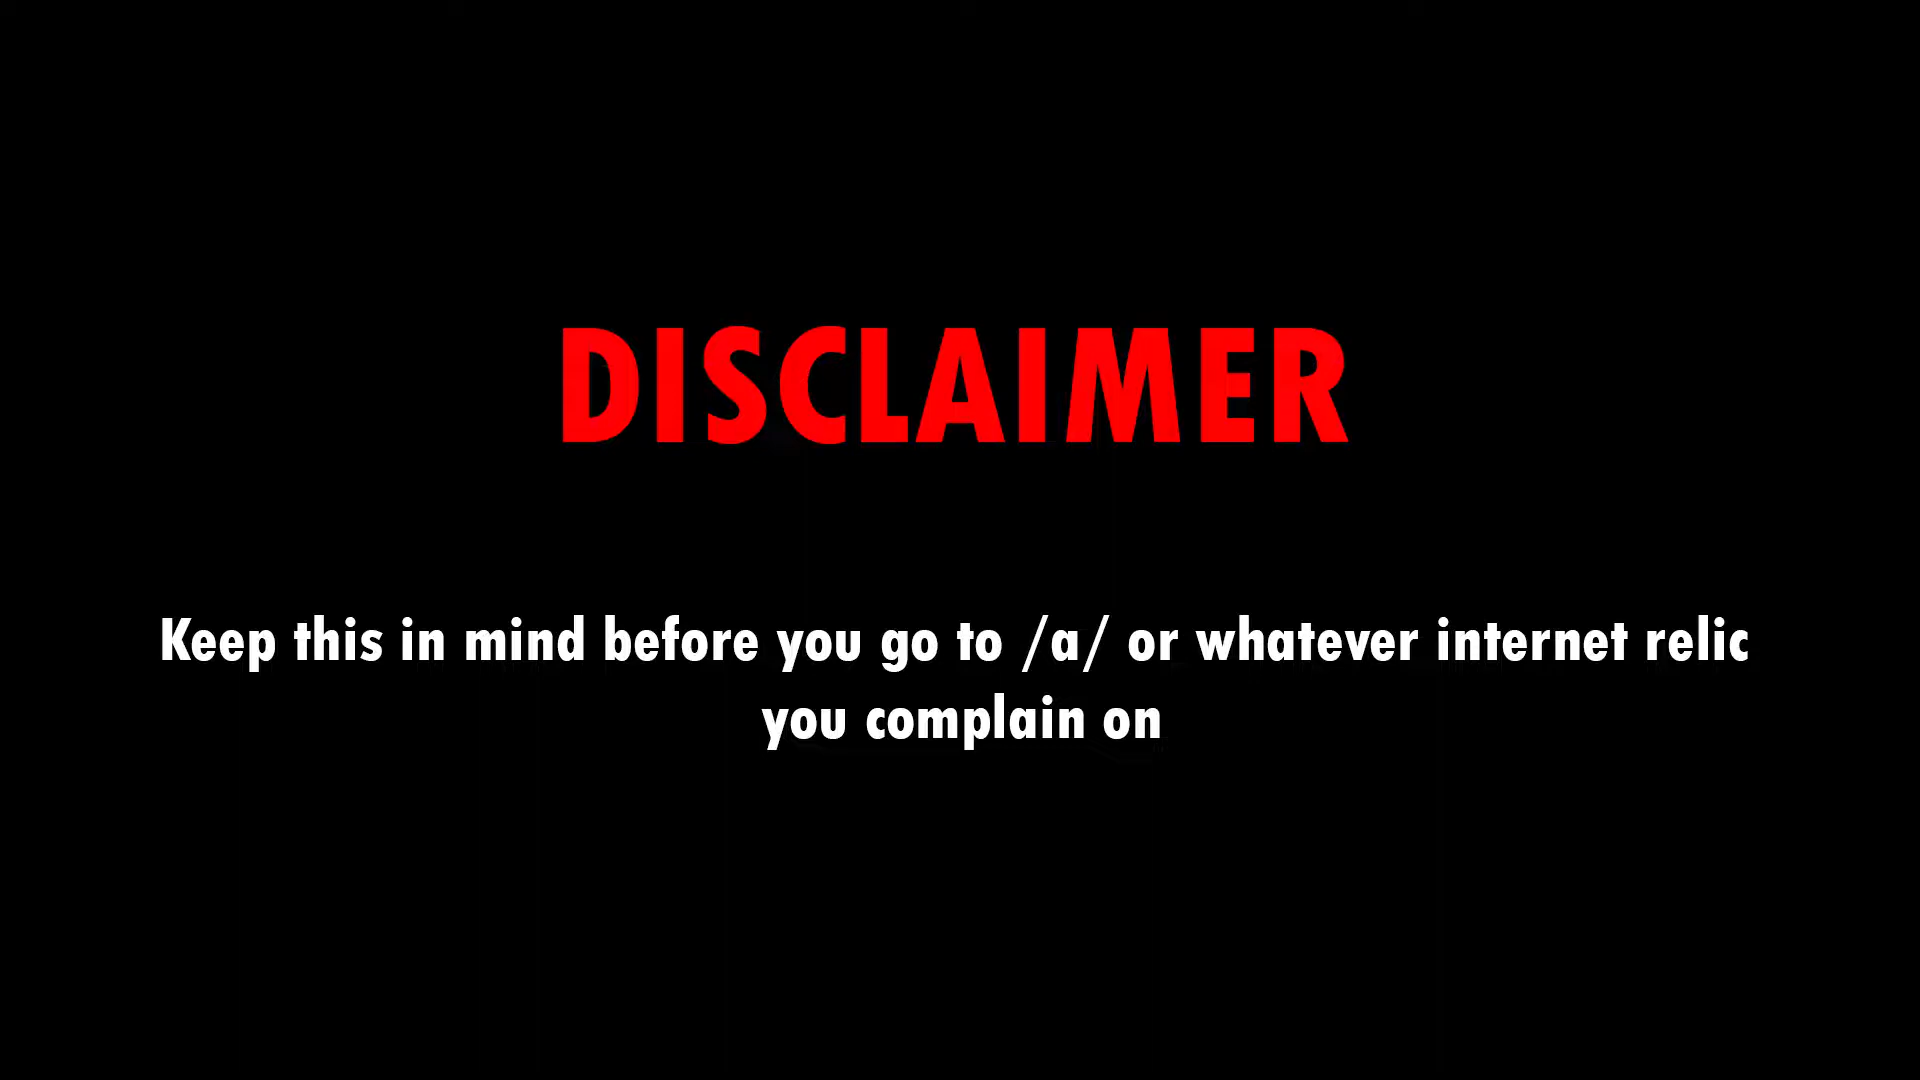 DISCLAIMER
Keep this in mind before you go to /a/ or whatever internet relic
you complain on